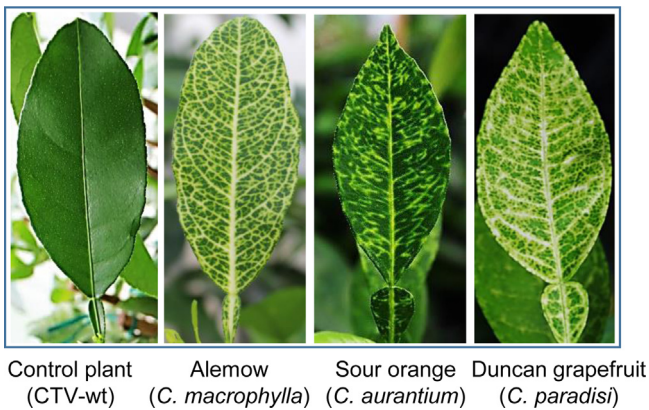 Control plant
(CTV-wt)
Alemow
(C. macrophylla)
Sour orange
(C. aurantium)
Duncan grapefruit
(C. paradisi)